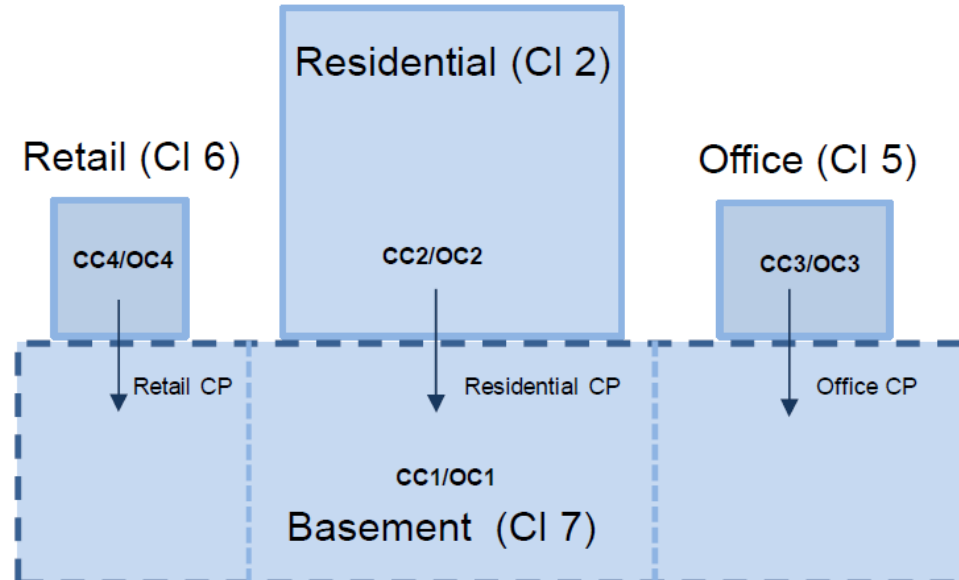 Residential (Cl 2)
Retail (Cl 6)
Office (Cl 5)
CC4/OC4
CC2/OC2
CC3/OC3
Retail CP
Residential CP
Office CP
CC1/OC1
Basement (Cl 7)